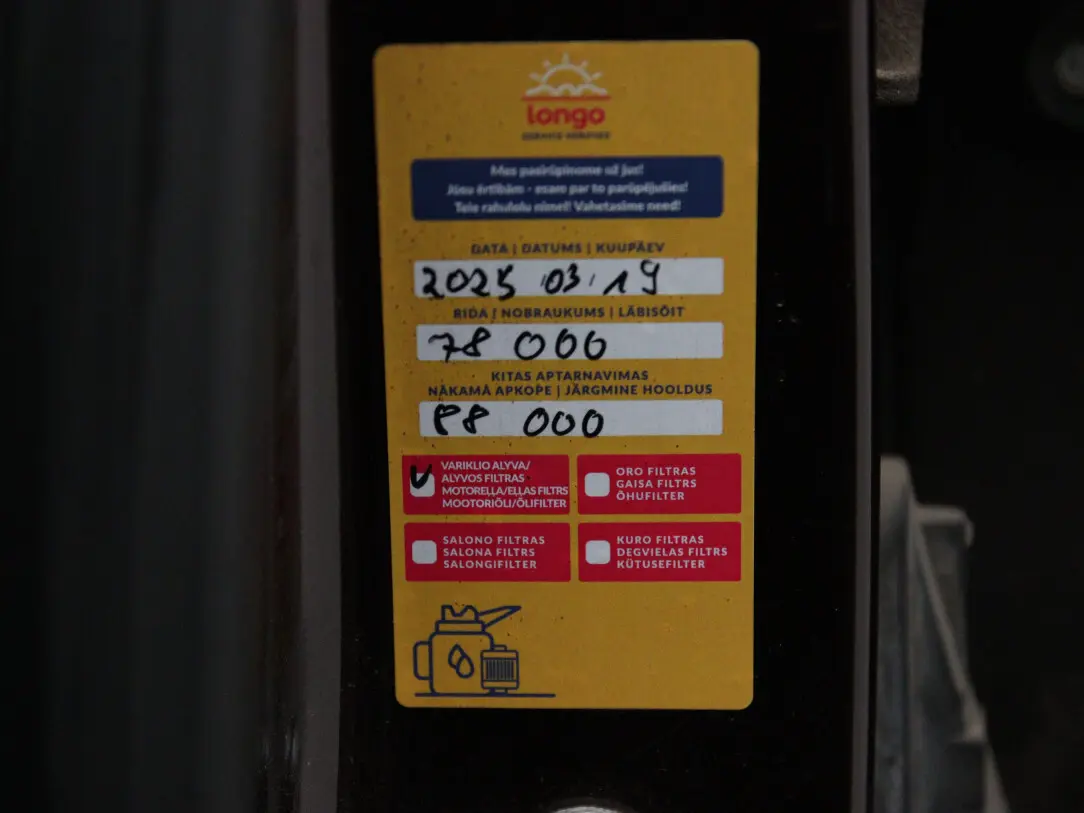 longo
Mes pasirūpinome už jus!
Jūsu ērtībām - esam par to parūpējušies!
Teie rahulolu nimel! Vahetasime need!
DATA | DATUMS | KUUPÄEV
2025 03 19
RIDA | NOBRAUKUMS | LÄBISÕIT
78 000
KITAS APTARNAVIMAS
NĀKAMĀ APKOPE | JÄRGMINE HOOLDUS
88 000
VARIKLIO ALYVA/
ALYVOS FILTRAS
MOTOREĻĻA/EĻĻAS FILTRS
MOOTORIÕLI/ÕLIFILTER
ORO FILTRAS
GAISA FILTRS
ÕHUFILTER
SALONO FILTRAS
SALONA FILTRS
SALONGIFILTER
KURO FILTRAS
DEGVIELAS FILTRS
KÜTUSEFILTER